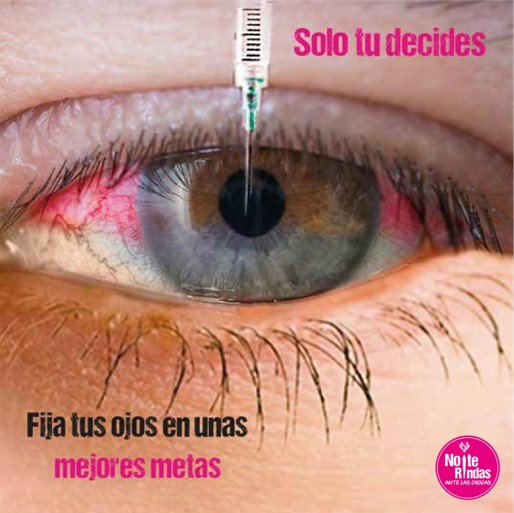 Solo tu decides
Fija tus ojos en unas
mejores metas
No te
Rindas
ANTE LAS DROGAS